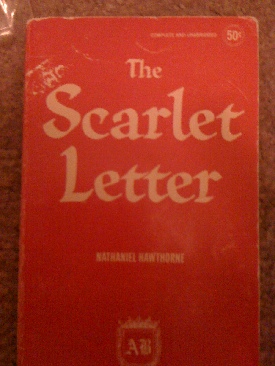 COMPLETE AND UNABRIDGED
50¢
The
Scarlet
Letter
NATHANIEL HAWTHORNE
AB